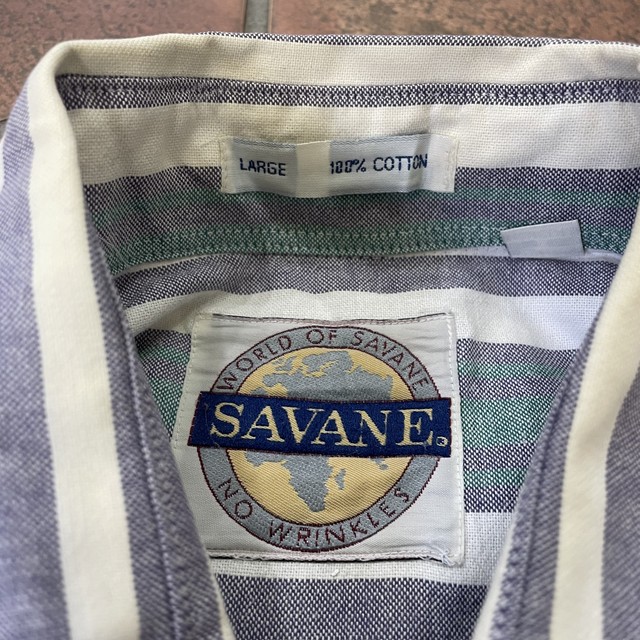 LARGE 100% COTTON
WORLD OF SAVANE
SAVANE®
NO WRINKLES